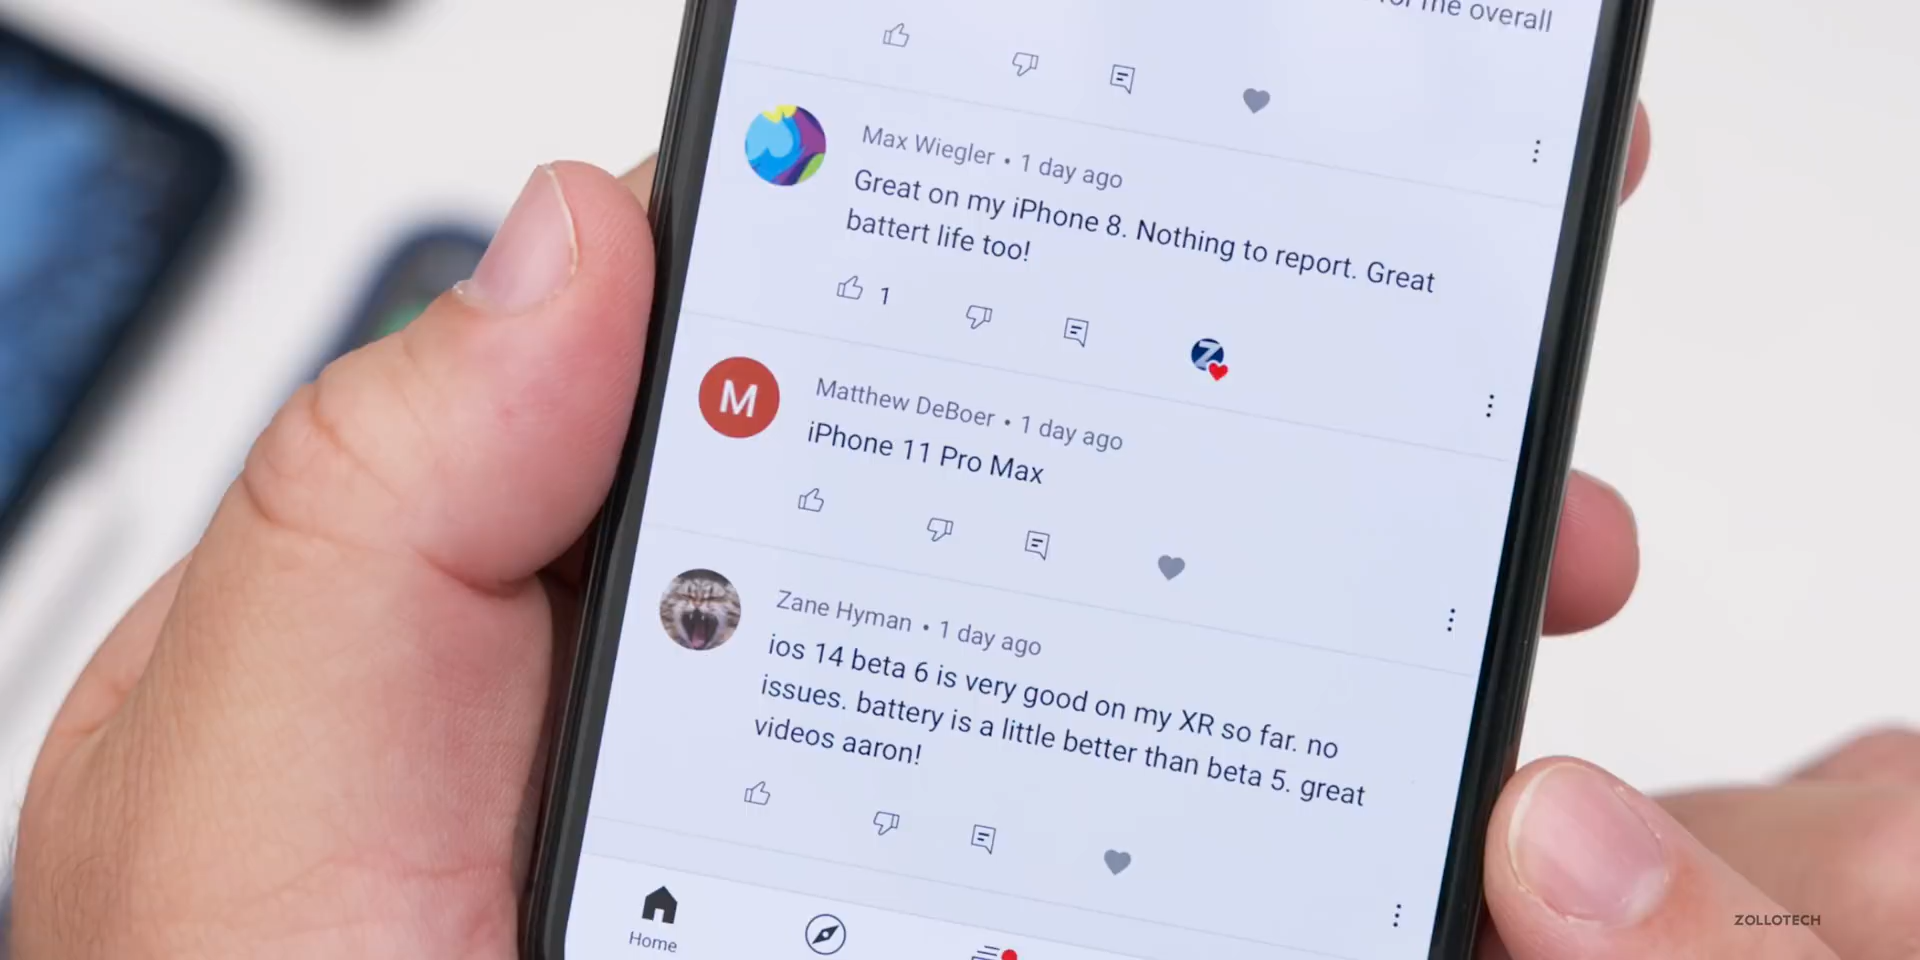 for the overall
Max Wiegler • 1 day ago
Great on my iPhone 8. Nothing to report. Great
battert life too!
1
Z
M
Matthew DeBoer • 1 day ago
iPhone 11 Pro Max
Zane Hyman • 1 day ago
ios 14 beta 6 is very good on my XR so far. no
issues. battery is a little better than beta 5. great
videos aaron!
Home
ZOLLOTECH